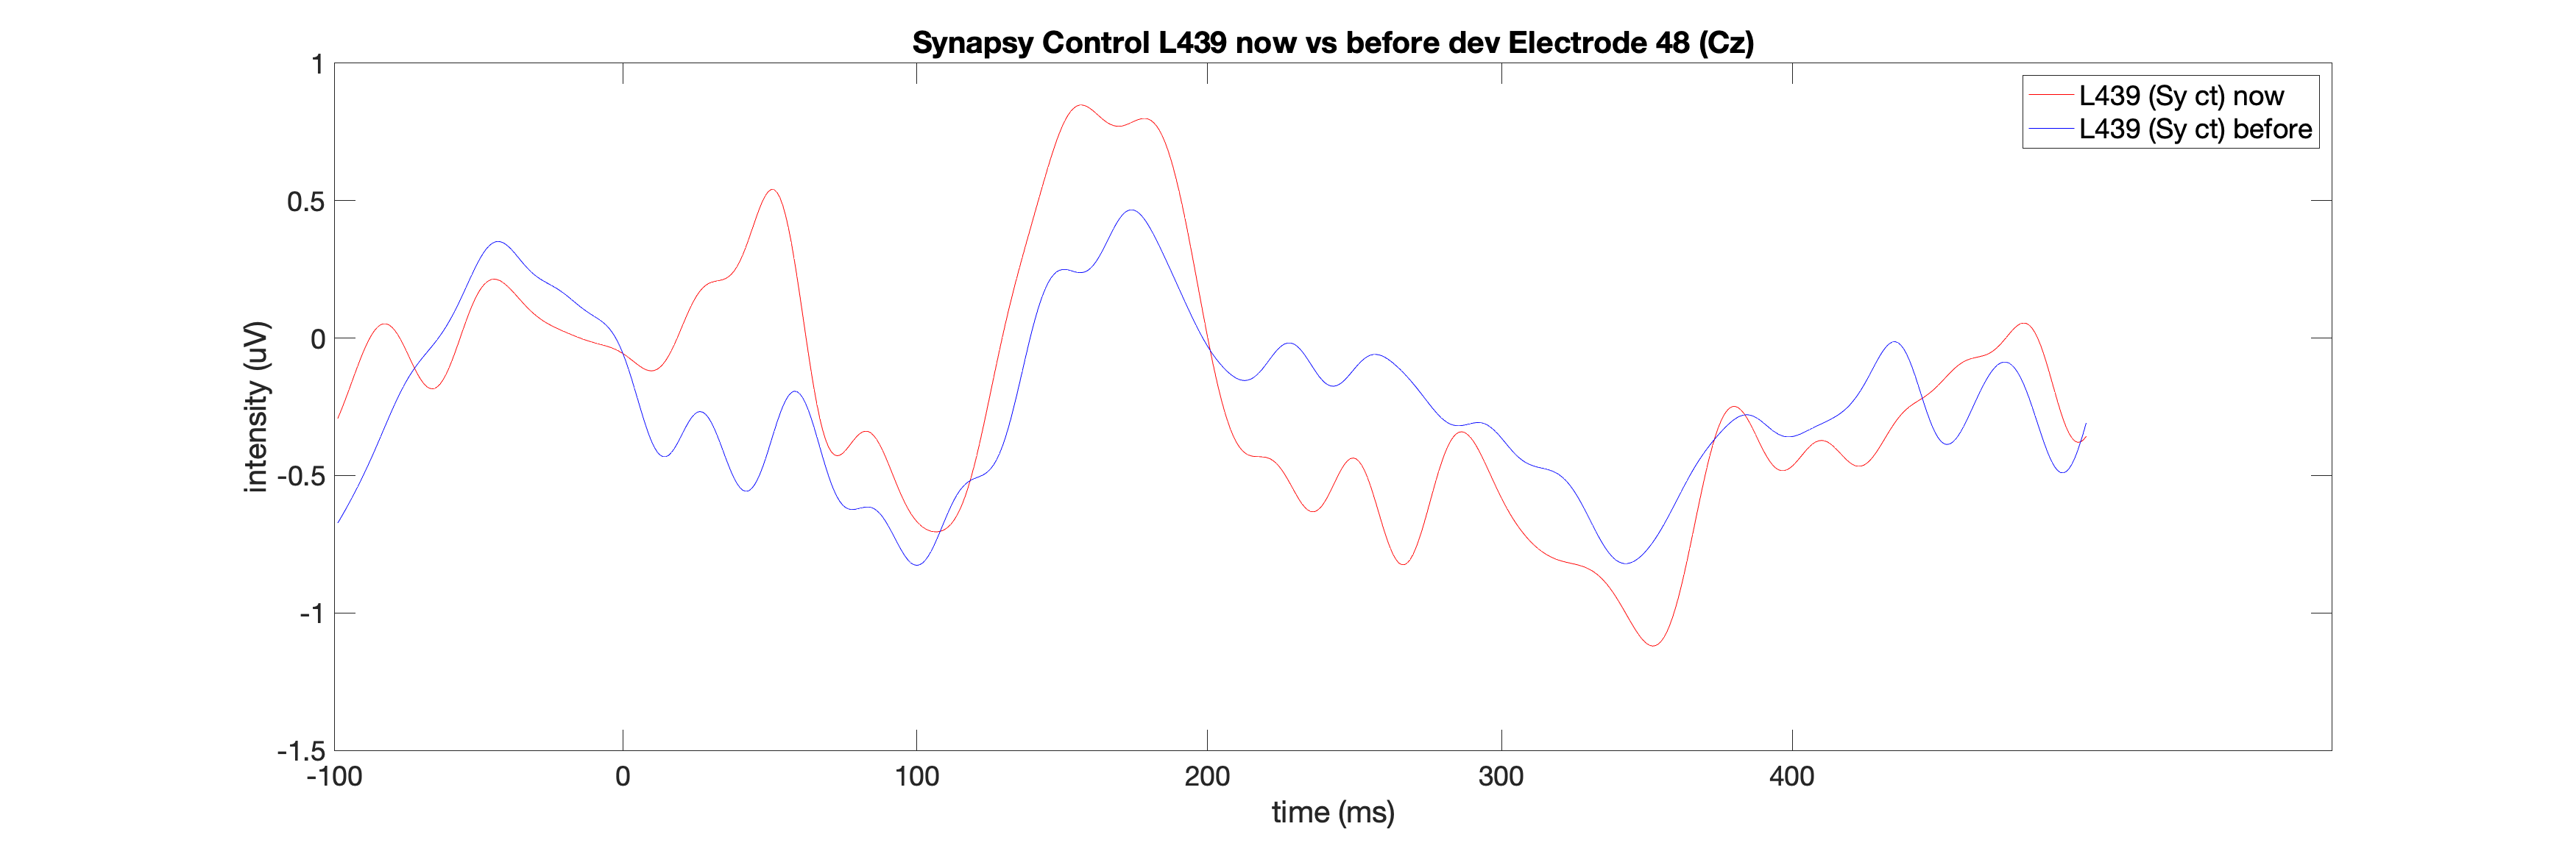 Synapsy Control L439 now vs before dev Electrode 48 (Cz)
L439 (Sy ct) now
L439 (Sy ct) before
intensity (uV)
1
0.5
0
-0.5
-1
-1.5
-100 0 100 200 300 400
time (ms)